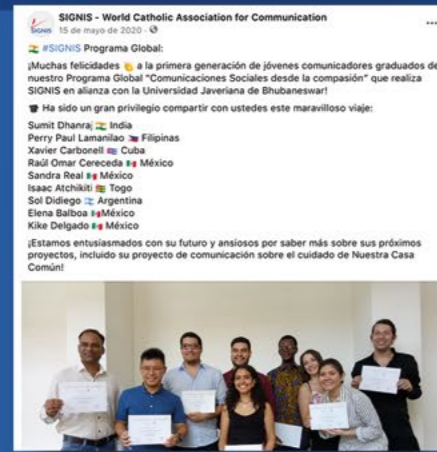 SIGNIS - World Catholic Association for Communication
15 de mayo de 2020 ·
SIGNIS
#SIGNIS Programa Global:
¡Muchas felicidades 👏 a la primera generación de jóvenes comunicadores graduados de
nuestro Programa Global "Comunicaciones Sociales desde la compasión" que realiza
SIGNIS en alianza con la Universidad Javeriana de Bhubaneswar!
🎓 Ha sido un gran privilegio compartir con ustedes este maravilloso viaje:
Sumit Dhanraj 🇮🇳 India
Perry Paul Lamanilao 🇵🇭 Filipinas
Xavier Carbonell 🇨🇺 Cuba
Raúl Omar Cereceda 🇲🇽 México
Sandra Real 🇲🇽 México
Isaac Atchikiti 🇹🇬 Togo
Sol Didiego 🇦🇷 Argentina
Elena Balboa 🇲🇽México
Kike Delgado 🇲🇽 México
¡Estamos entusiasmados con su futuro y ansiosos por saber más sobre sus próximos
proyectos, incluido su proyecto de comunicación sobre el cuidado de Nuestra Casa
Común!